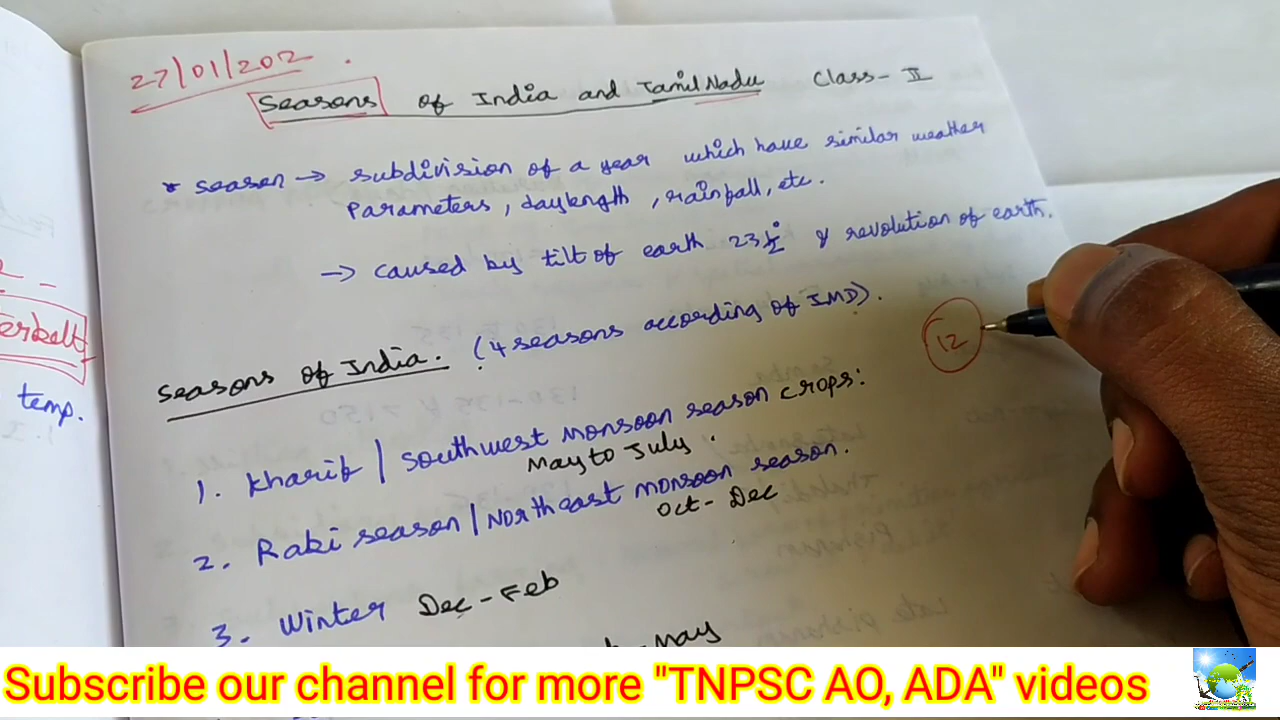 27/01/202
Seasons of India and Tamil Nadu Class-II
* season → subdivision of a year which have similar weather
parameters, daylength, rainfall, etc.
→ caused by tilt of earth 23½° & revolution of earth.
Seasons of India. (4 seasons according of IMD).
12
1. Kharif | Southwest Monsoon season crops:
May to July.
2. Rabi season | Northeast monsoon season.
Oct - Dec
3. Winter Dec - Feb
- May
temp.
Subscribe our channel for more "TNPSC AO, ADA" videos